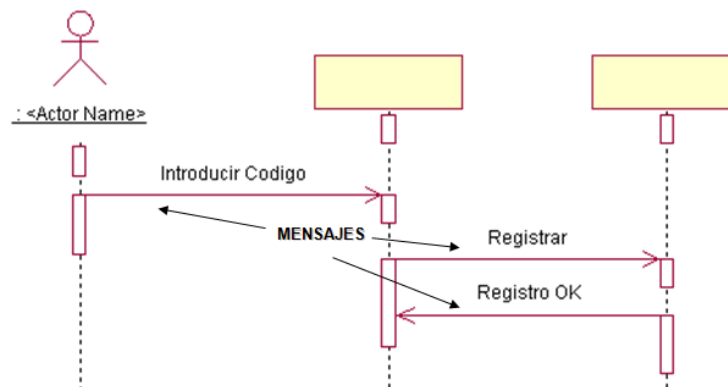 : <Actor Name>
Introducir Codigo
MENSAJES
Registrar
Registro OK